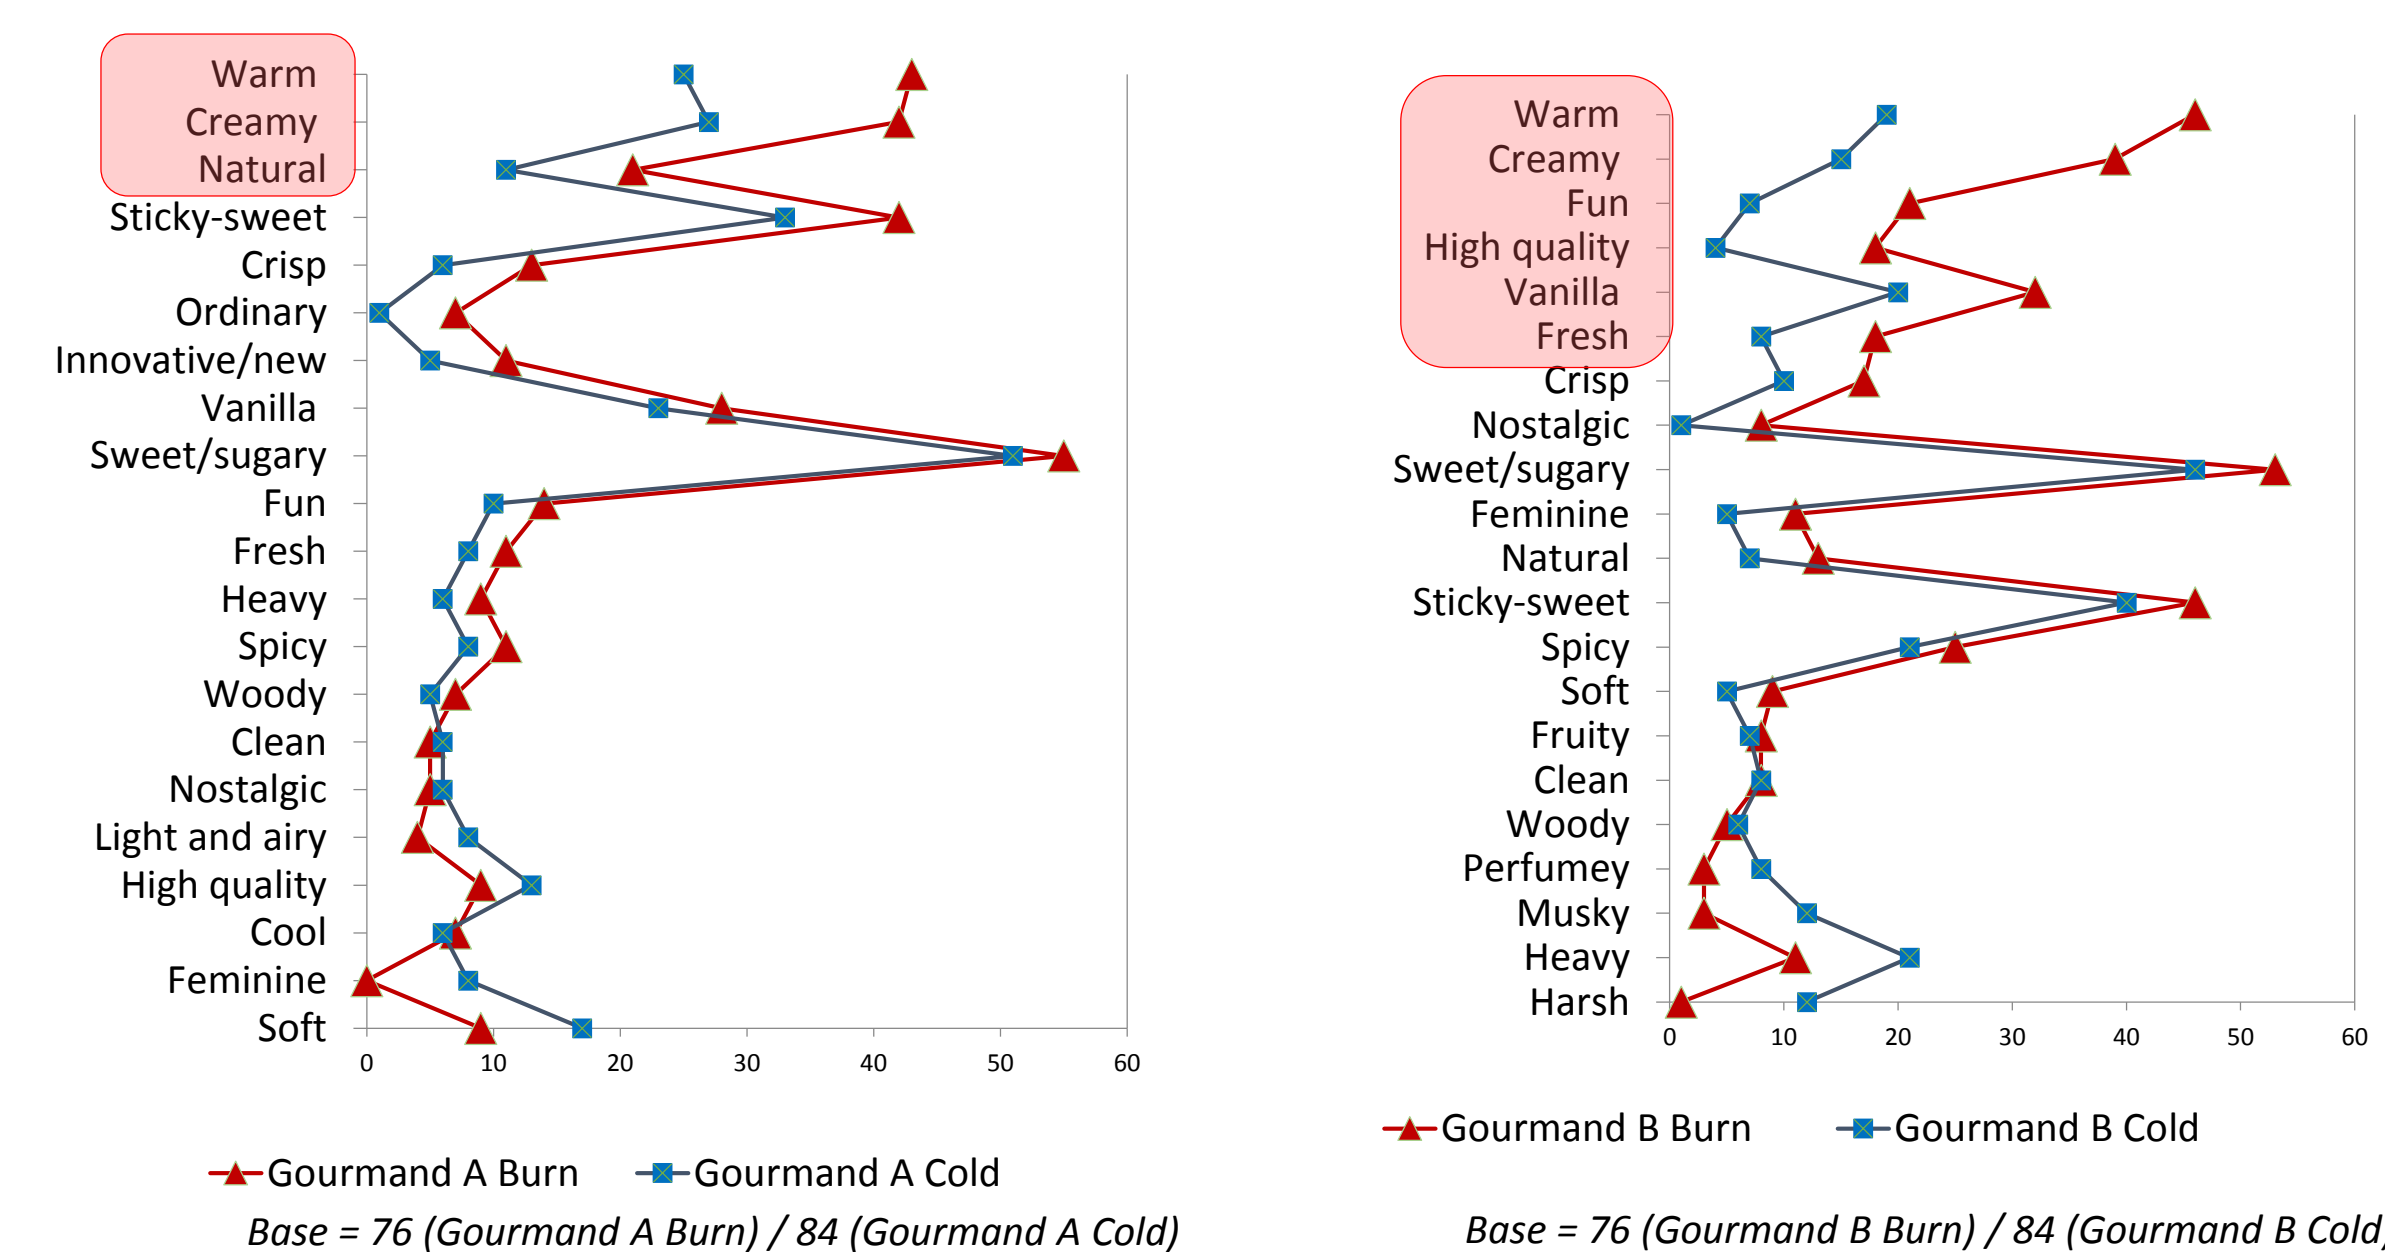 Warm
Creamy
Natural
Sticky-sweet
Crisp
Ordinary
Innovative/new
Vanilla
Sweet/sugary
Fun
Fresh
Heavy
Spicy
Woody
Clean
Nostalgic
Light and airy
High quality
Cool
Feminine
Soft
0 10 20 30 40 50 60
Gourmand A Burn Gourmand A Cold
Base = 76 (Gourmand A Burn) / 84 (Gourmand A Cold)
Warm
Creamy
Fun
High quality
Vanilla
Fresh
Crisp
Nostalgic
Sweet/sugary
Feminine
Natural
Sticky-sweet
Spicy
Soft
Fruity
Clean
Woody
Perfumey
Musky
Heavy
Harsh
0 10 20 30 40 50 60
Gourmand B Burn Gourmand B Cold
Base = 76 (Gourmand B Burn) / 84 (Gourmand B Cold)